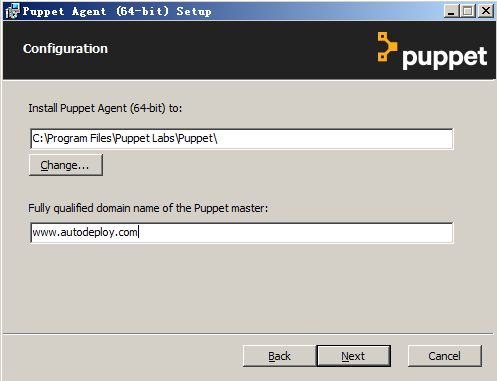 Puppet Agent (64-bit) Setup
Configuration
puppet
Install Puppet Agent (64-bit) to:
C:\Program Files\Puppet Labs\Puppet\
Change...
Fully qualified domain name of the Puppet master:
www.autodeploy.com
Back Next Cancel